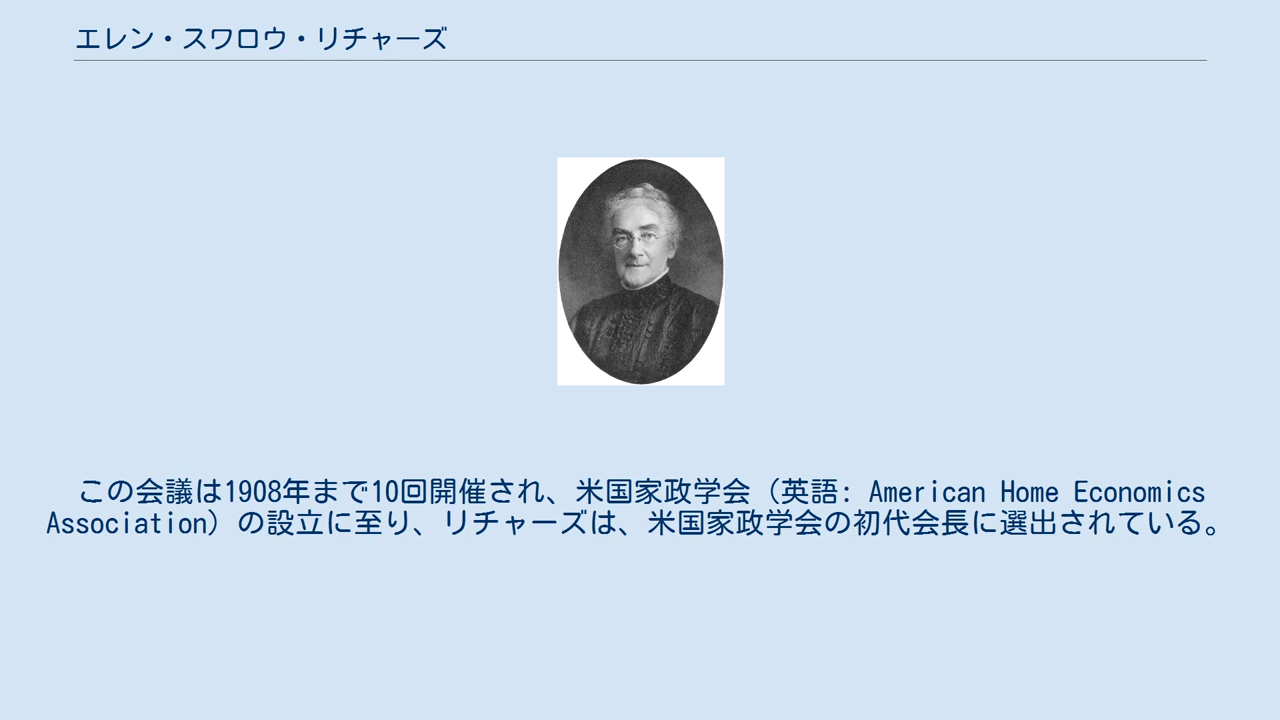 エレン・スワロウ・リチャーズ
この会議は1908年まで10回開催され、米国家政学会（英語: American Home Economics
Association）の設立に至り、リチャーズは、米国家政学会の初代会長に選出されている。